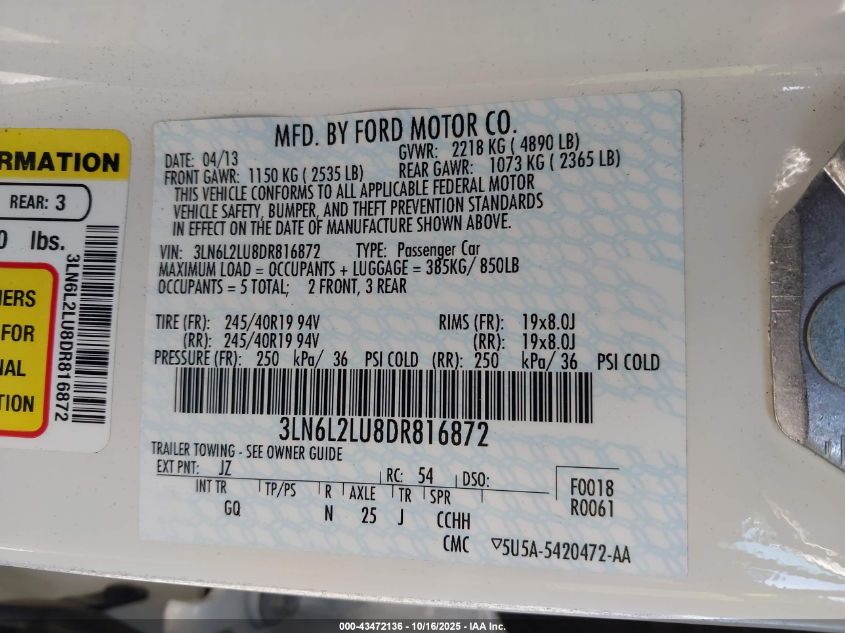 MFD. BY FORD MOTOR CO.
DATE: 04/13
GVWR: 2218 KG ( 4890 LB)
FRONT GAWR: 1150 KG ( 2535 LB)
REAR GAWR: 1073 KG ( 2365 LB)
THIS VEHICLE CONFORMS TO ALL APPLICABLE FEDERAL MOTOR
VEHICLE SAFETY, BUMPER, AND THEFT PREVENTION STANDARDS
IN EFFECT ON THE DATE OF MANUFACTURE SHOWN ABOVE.
VIN: 3LN6L2LU8DR816872 TYPE: Passenger Car
MAXIMUM LOAD = OCCUPANTS + LUGGAGE = 385KG/ 850LB
OCCUPANTS = 5 TOTAL; 2 FRONT, 3 REAR
TIRE (FR): 245/40R19 94V RIMS (FR): 19x8.0J
(RR): 245/40R19 94V (RR): 19x8.0J
PRESSURE (FR): 250 kPa/ 36 PSI COLD (RR): 250 kPa/ 36 PSI COLD
3LN6L2LU8DR816872
TRAILER TOWING - SEE OWNER GUIDE
EXT PNT: JZ RC: 54 DSO:
F0018
R0061
INT TR TP/PS R AXLE TR SPR
GQ N 25 J CCHH
CMC ▽5U5A-5420472-AA
RMATION
REAR: 3
0 lbs.
NERS
FOR
NAL
TION
3LN6L2LU8DR816872
000-43472136 - 10/16/2025 - IAA Inc.